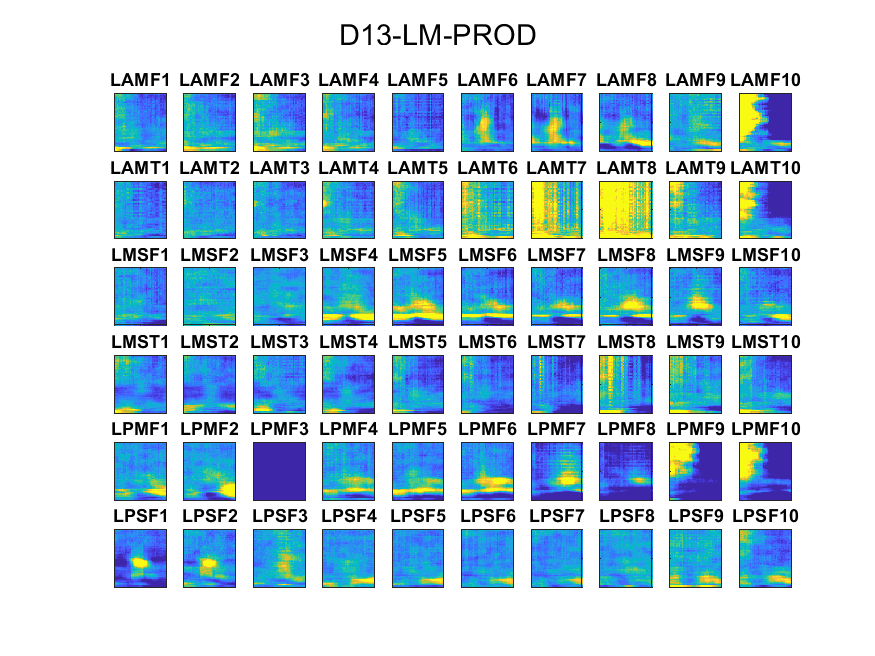 D13-LM-PROD
LAMF1 LAMF2 LAMF3 LAMF4 LAMF5 LAMF6 LAMF7 LAMF8 LAMF9 LAMF10
LAMT1 LAMT2 LAMT3 LAMT4 LAMT5 LAMT6 LAMT7 LAMT8 LAMT9 LAMT10
LMSF1 LMSF2 LMSF3 LMSF4 LMSF5 LMSF6 LMSF7 LMSF8 LMSF9 LMSF10
LMST1 LMST2 LMST3 LMST4 LMST5 LMST6 LMST7 LMST8 LMST9 LMST10
LPMF1 LPMF2 LPMF3 LPMF4 LPMF5 LPMF6 LPMF7 LPMF8 LPMF9 LPMF10
LPSF1 LPSF2 LPSF3 LPSF4 LPSF5 LPSF6 LPSF7 LPSF8 LPSF9 LPSF10